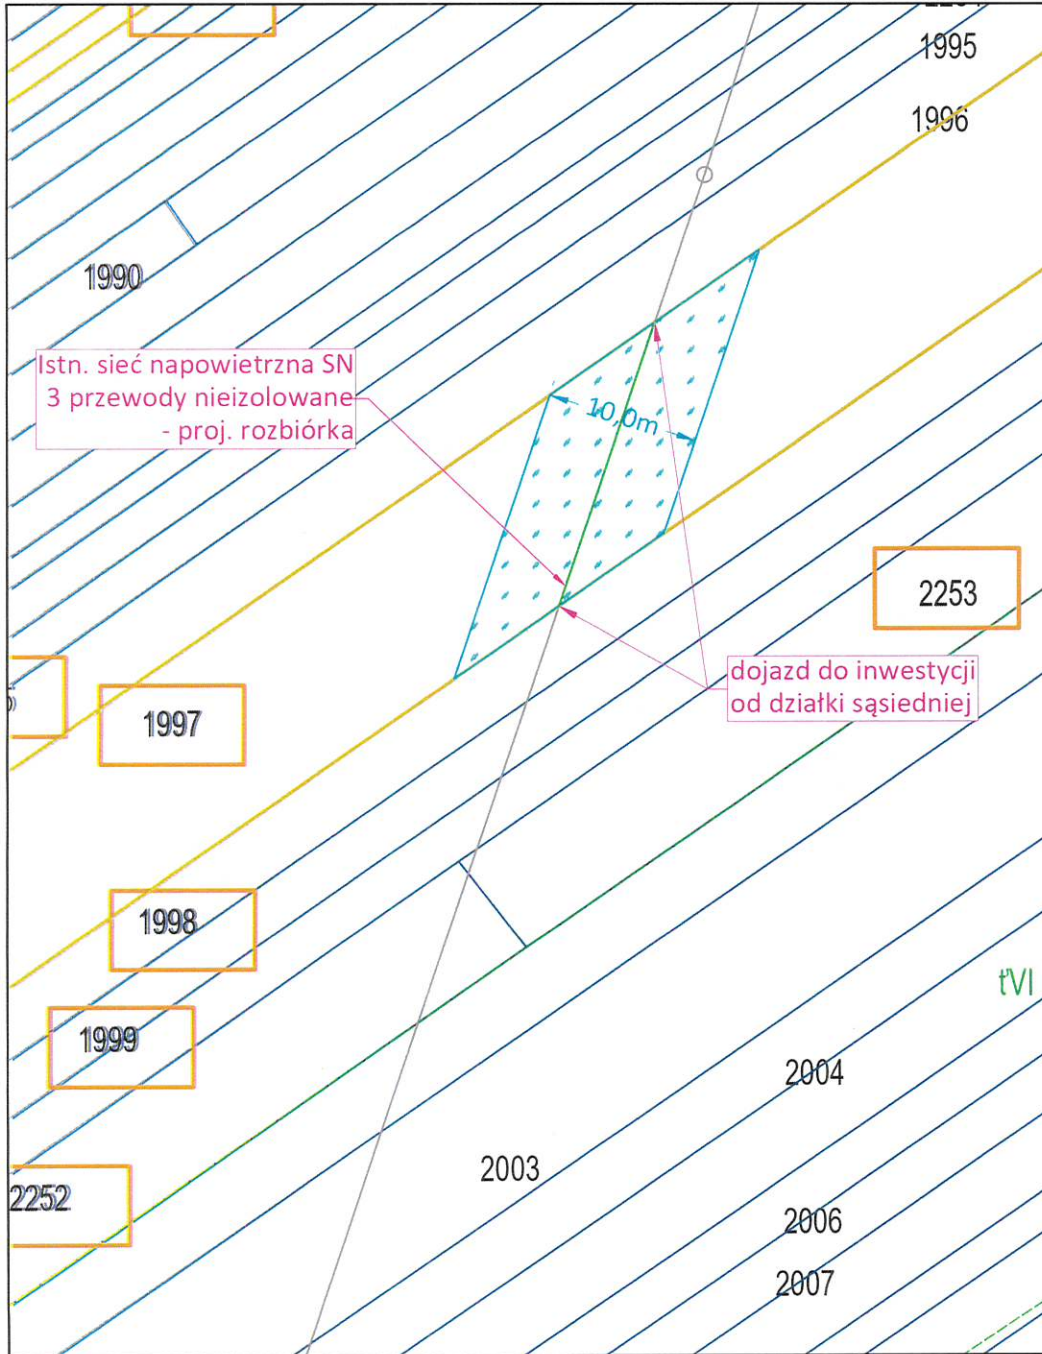 1995
1996
1990
Istn. sieć napowietrzna SN
3 przewody nieizolowane
- proj. rozbiórka
10,0m
2253
dojazd do inwestycji
od działki sąsiedniej
1997
1998
1999
tVI
2004
2003
2252
2006
2007